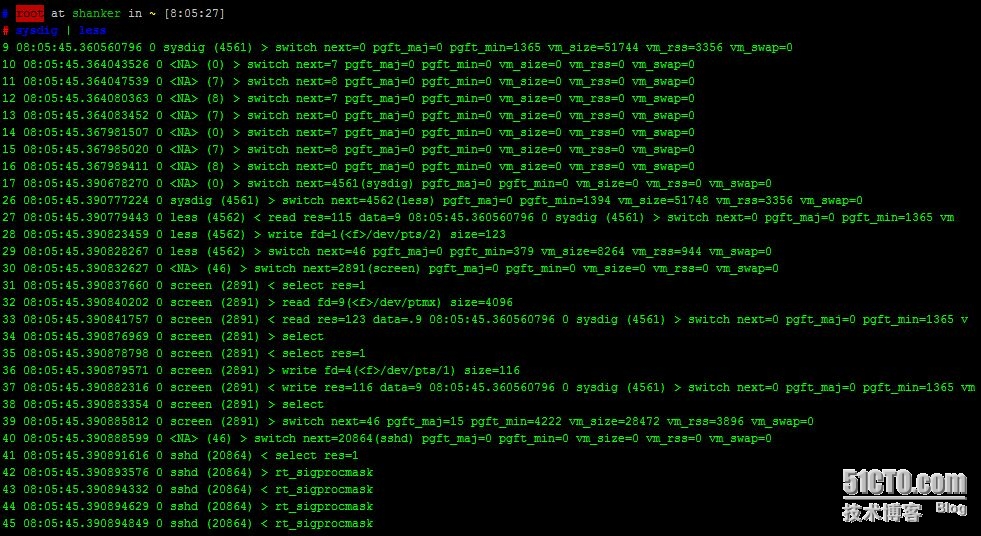 # root at shanker in ~ [8:05:27]
# sysdig | less
9 08:05:45.360560796 0 sysdig (4561) > switch next=0 pgft_maj=0 pgft_min=1365 vm_size=51744 vm_rss=3356 vm_swap=0
10 08:05:45.364043526 0 <NA> (0) > switch next=7 pgft_maj=0 pgft_min=0 vm_size=0 vm_rss=0 vm_swap=0
11 08:05:45.364047539 0 <NA> (7) > switch next=8 pgft_maj=0 pgft_min=0 vm_size=0 vm_rss=0 vm_swap=0
12 08:05:45.364080363 0 <NA> (8) > switch next=7 pgft_maj=0 pgft_min=0 vm_size=0 vm_rss=0 vm_swap=0
13 08:05:45.364083452 0 <NA> (7) > switch next=0 pgft_maj=0 pgft_min=0 vm_size=0 vm_rss=0 vm_swap=0
14 08:05:45.367981507 0 <NA> (0) > switch next=7 pgft_maj=0 pgft_min=0 vm_size=0 vm_rss=0 vm_swap=0
15 08:05:45.367985020 0 <NA> (7) > switch next=8 pgft_maj=0 pgft_min=0 vm_size=0 vm_rss=0 vm_swap=0
16 08:05:45.367989411 0 <NA> (8) > switch next=0 pgft_maj=0 pgft_min=0 vm_size=0 vm_rss=0 vm_swap=0
17 08:05:45.390678270 0 <NA> (0) > switch next=4561(sysdig) pgft_maj=0 pgft_min=0 vm_size=0 vm_rss=0 vm_swap=0
26 08:05:45.390777224 0 sysdig (4561) > switch next=4562(less) pgft_maj=0 pgft_min=1394 vm_size=51748 vm_rss=3356 vm_swap=0
27 08:05:45.390779443 0 less (4562) < read res=115 data=9 08:05:45.360560796 0 sysdig (4561) > switch next=0 pgft_maj=0 pgft_min=1365 vm
28 08:05:45.390823459 0 less (4562) > write fd=1(<f>/dev/pts/2) size=123
29 08:05:45.390828267 0 less (4562) > switch next=46 pgft_maj=0 pgft_min=379 vm_size=8264 vm_rss=944 vm_swap=0
30 08:05:45.390832627 0 <NA> (46) > switch next=2891(screen) pgft_maj=0 pgft_min=0 vm_size=0 vm_rss=0 vm_swap=0
31 08:05:45.390837660 0 screen (2891) < select res=1
32 08:05:45.390840202 0 screen (2891) > read fd=9(<f>/dev/ptmx) size=4096
33 08:05:45.390841757 0 screen (2891) < read res=123 data=.9 08:05:45.360560796 0 sysdig (4561) > switch next=0 pgft_maj=0 pgft_min=1365 v
34 08:05:45.390876969 0 screen (2891) > select
35 08:05:45.390878798 0 screen (2891) < select res=1
36 08:05:45.390879571 0 screen (2891) > write fd=4(<f>/dev/pts/1) size=116
37 08:05:45.390882316 0 screen (2891) < write res=116 data=9 08:05:45.360560796 0 sysdig (4561) > switch next=0 pgft_maj=0 pgft_min=1365 vm
38 08:05:45.390883354 0 screen (2891) > select
39 08:05:45.390885812 0 screen (2891) > switch next=46 pgft_maj=15 pgft_min=4222 vm_size=28472 vm_rss=3896 vm_swap=0
40 08:05:45.390888599 0 <NA> (46) > switch next=20864(sshd) pgft_maj=0 pgft_min=0 vm_size=0 vm_rss=0 vm_swap=0
41 08:05:45.390891616 0 sshd (20864) < select res=1
42 08:05:45.390893576 0 sshd (20864) > rt_sigprocmask
43 08:05:45.390894332 0 sshd (20864) < rt_sigprocmask
44 08:05:45.390894629 0 sshd (20864) > rt_sigprocmask
45 08:05:45.390894849 0 sshd (20864) < rt_sigprocmask
51CTO.com
技术博客 Blog